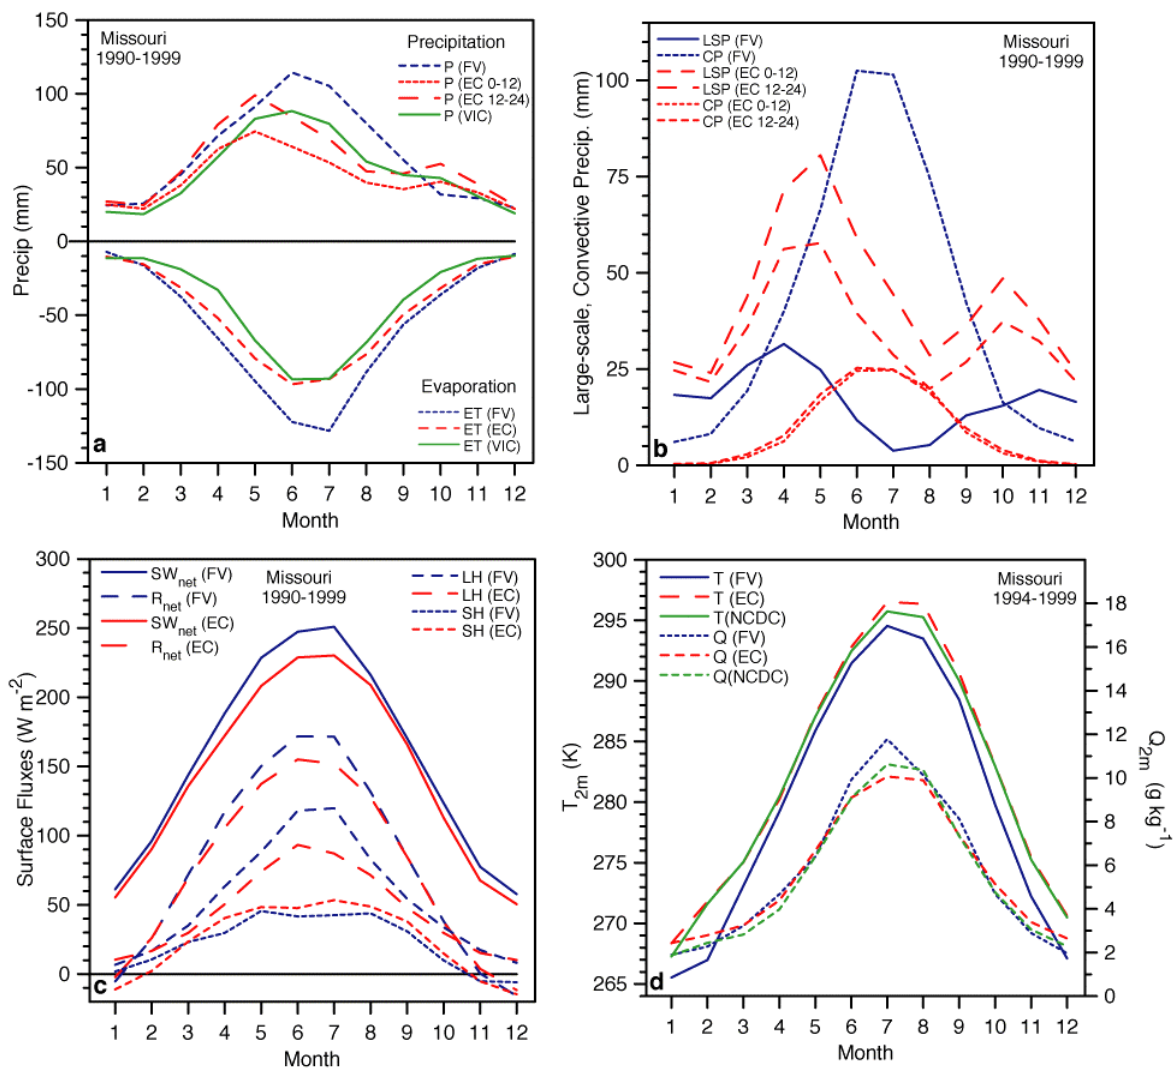 150
100
50
0
-50
-100
-150
Precip (mm)
Missouri
1990-1999
Precipitation
P (FV)
P (EC 0-12)
P (EC 12-24)
P (VIC)
Evaporation
ET (FV)
ET (EC)
ET (VIC)
a
1 2 3 4 5 6 7 8 9 10 11 12
Month
100
75
50
25
0
Large-scale, Convective Precip. (mm)
LSP (FV)
CP (FV)
LSP (EC 0-12)
LSP (EC 12-24)
CP (EC 0-12)
CP (EC 12-24)
Missouri
1990-1999
b
1 2 3 4 5 6 7 8 9 10 11 12
Month
300
250
200
150
100
50
0
Surface Fluxes (W m-2)
SWnet (FV)
Rnet (FV)
SWnet (EC)
Rnet (EC)
Missouri
1990-1999
LH (FV)
LH (EC)
SH (FV)
SH (EC)
c
1 2 3 4 5 6 7 8 9 10 11 12
Month
300
295
290
285
280
275
270
265
T2m (K)
T (FV)
T (EC)
T(NCDC)
Q (FV)
Q (EC)
Q(NCDC)
Missouri
1994-1999
18
16
14
12
10
8
6
4
2
0
Q2m (g kg-1)
d
1 2 3 4 5 6 7 8 9 10 11 12
Month